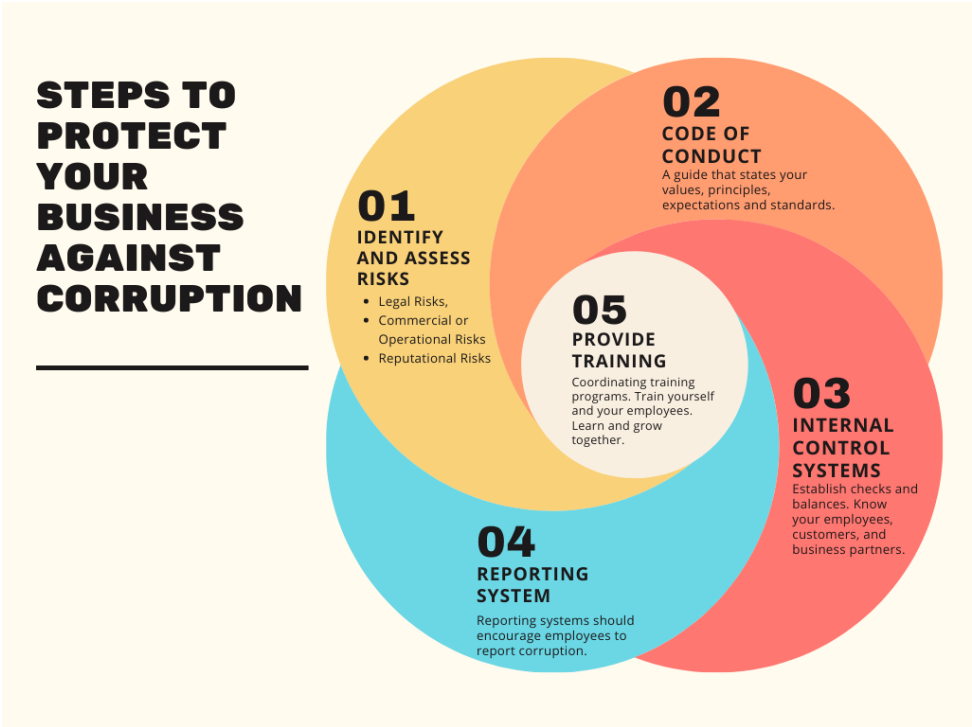 STEPS TO
PROTECT
YOUR
BUSINESS
AGAINST
CORRUPTION
01
IDENTIFY
AND ASSESS
RISKS
• Legal Risks,
• Commercial or
Operational Risks
• Reputational Risks
02
CODE OF
CONDUCT
A guide that states your
values, principles,
expectations and standards.
03
INTERNAL
CONTROL
SYSTEMS
Establish checks and
balances. Know
your employees,
customers, and
business partners.
04
REPORTING
SYSTEM
Reporting systems should
encourage employees to
report corruption.
05
PROVIDE
TRAINING
Coordinating training
programs. Train yourself
and your employees.
Learn and grow
together.